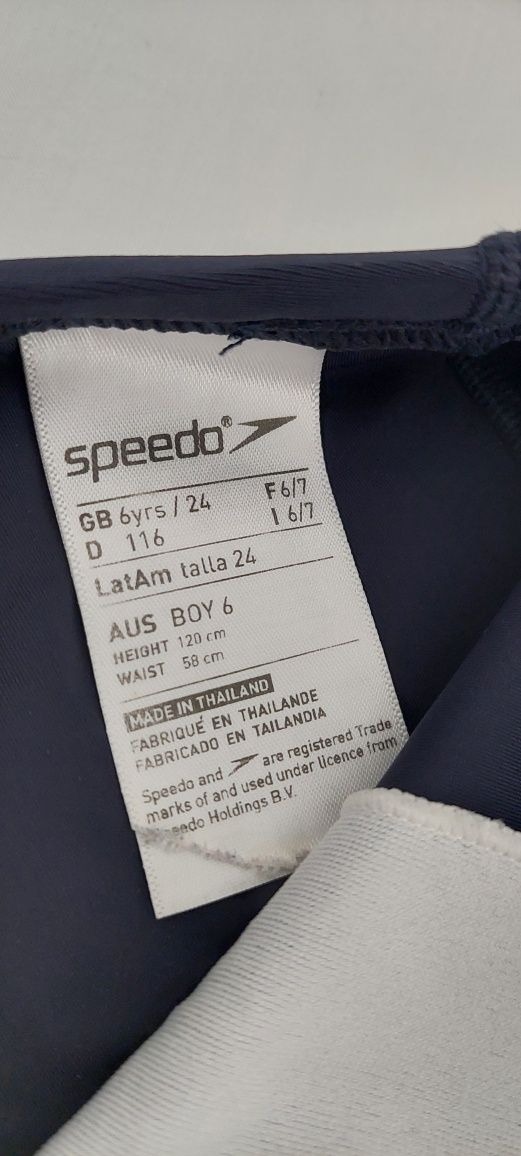 speedo®
GB 6yrs / 24 F 6/7
D 116 I 6/7
LatAm talla 24
AUS BOY 6
HEIGHT 120 cm
WAIST 58 cm
MADE IN THAILAND
FABRIQUÉ EN THAILANDE
FABRICADO EN TAILANDIA
Speedo and are registered Trade
marks of and used under licence from
Holdings B.V.